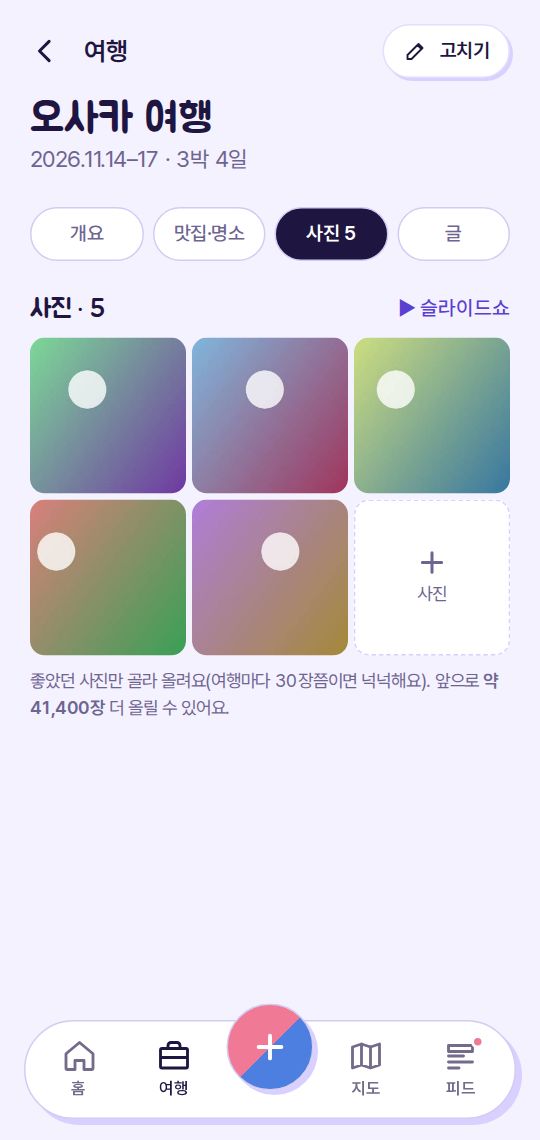 여행
고치기
오사카 여행
2026.11.14–17 · 3박 4일
개요
맛집·명소
사진 5
글
사진 · 5
▶ 슬라이드쇼
사진
좋았던 사진만 골라 올려요(여행마다 30장쯤이면 넉넉해요). 앞으로 약
41,400장 더 올릴 수 있어요.
홈
여행
지도
피드